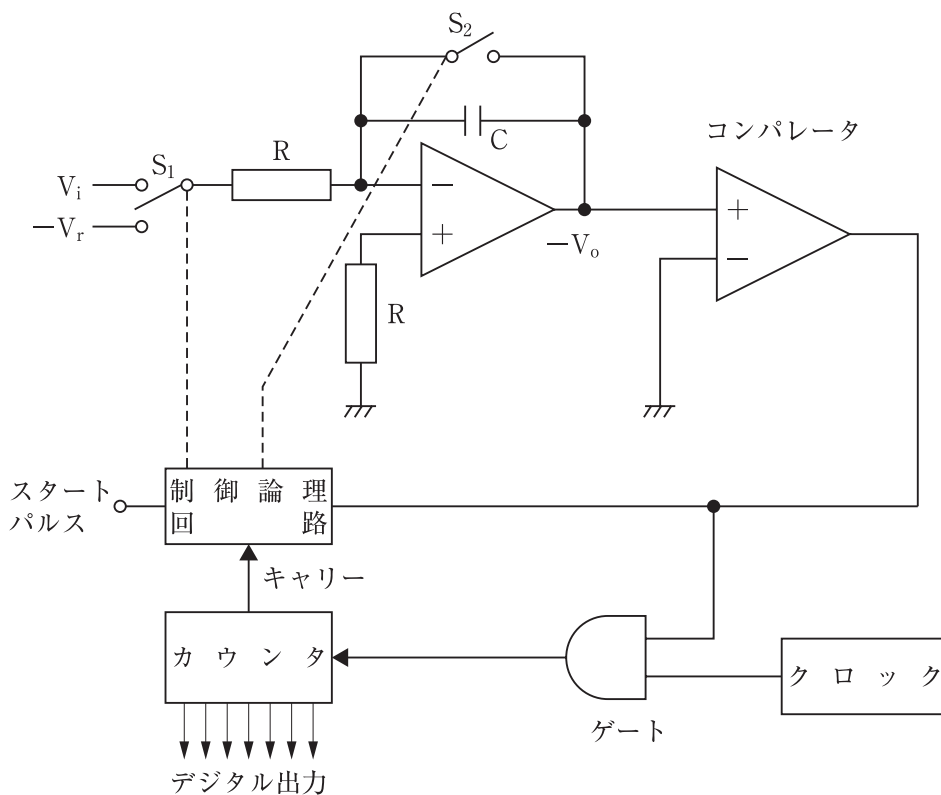 S₂
コンパレータ
C
R
S₁
Vᵢ
−Vᵣ
−
+
−Vₒ
+
−
R
スタート
パルス
制御論理
回路
キャリー
カウンタ
クロック
ゲート
デジタル出力